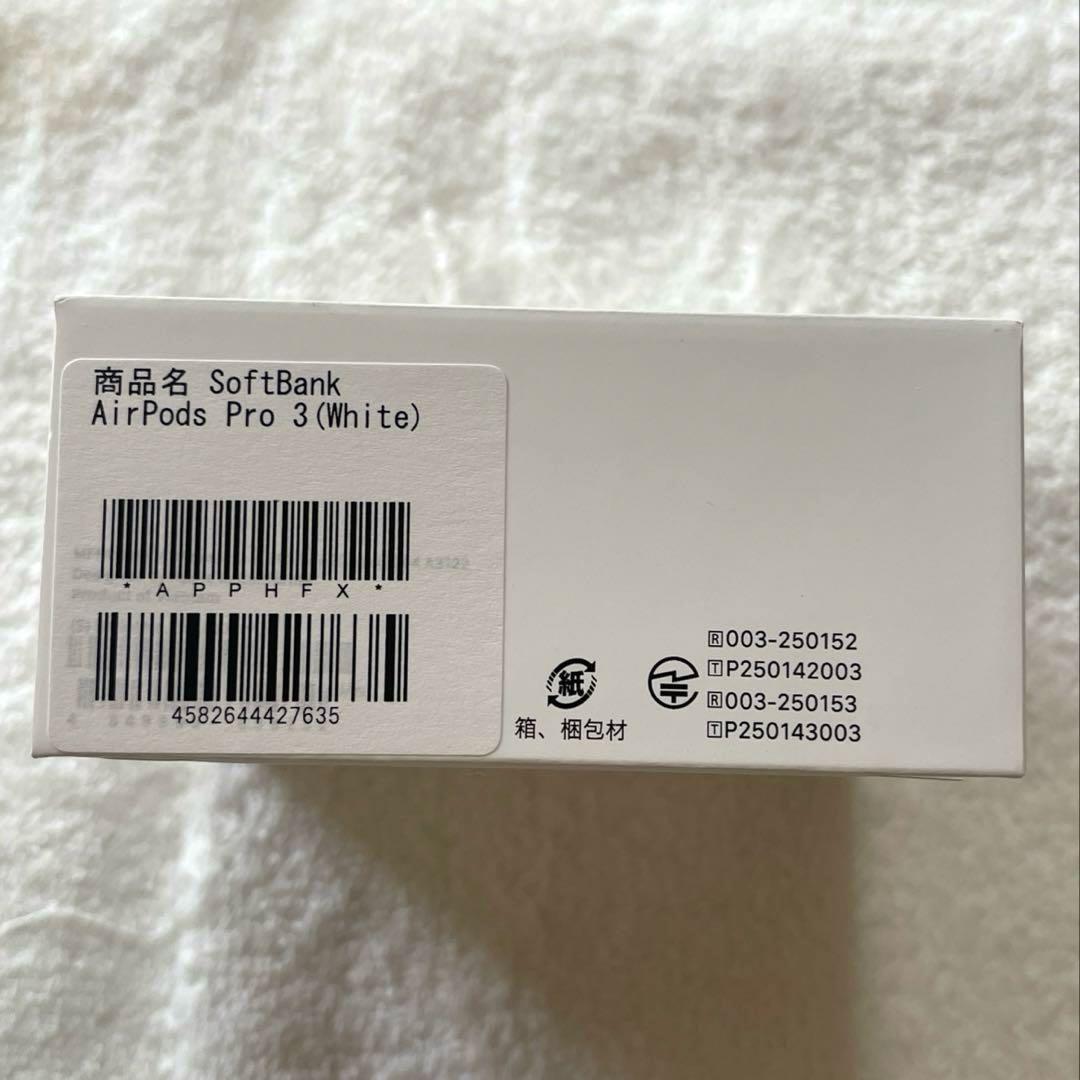 商品名 SoftBank
AirPods Pro 3(White)
*APPHFX*
4582644427635
紙
箱、梱包材
R003-250152
TP250142003
R003-250153
TP250143003